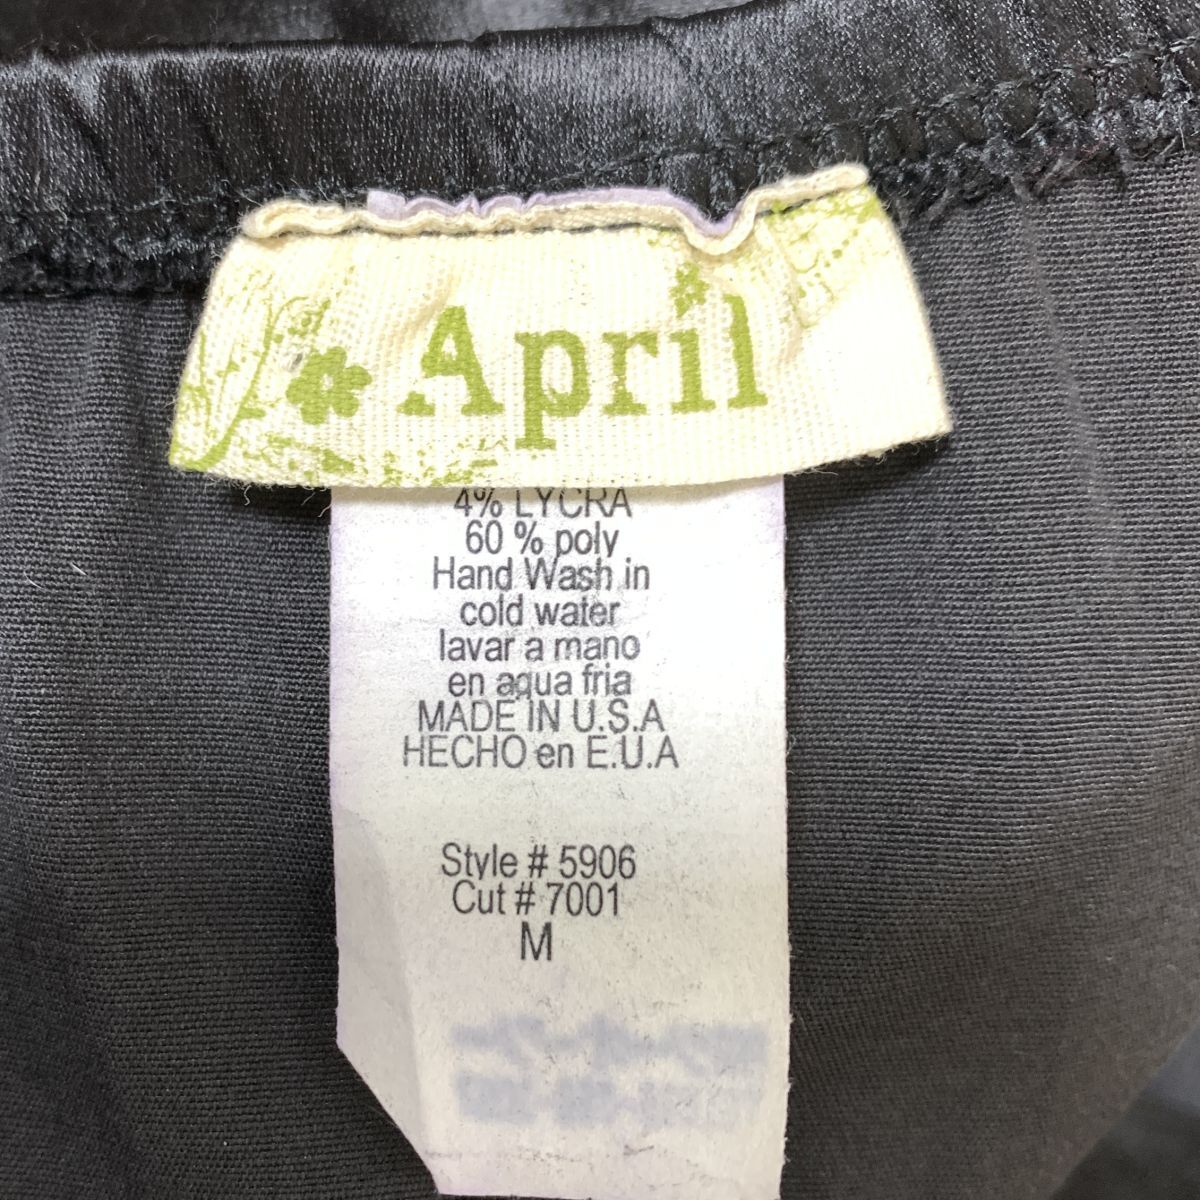 April
4% LYCRA
60 % poly
Hand Wash in
cold water
lavar a mano
en aqua fria
MADE IN U.S.A
HECHO en E.U.A
Style # 5906
Cut # 7001
M